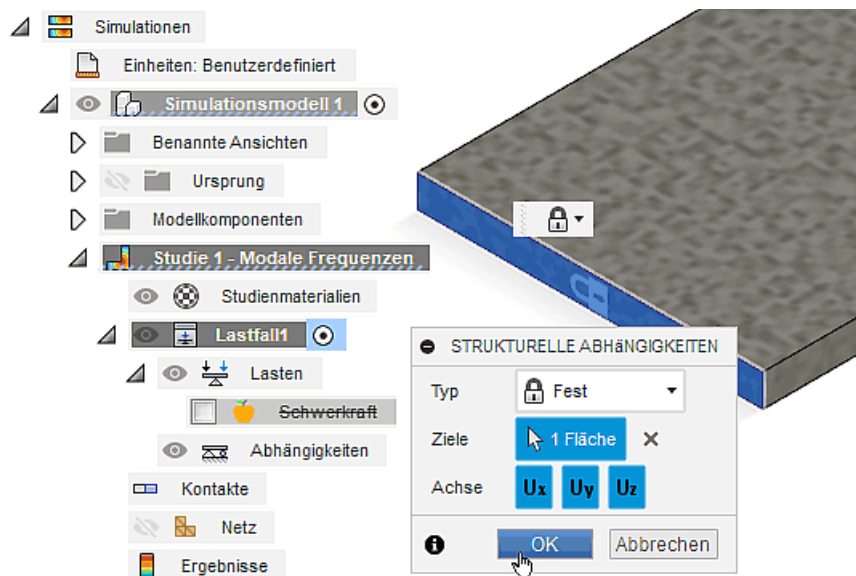 Simulationen
Einheiten: Benutzerdefiniert
Simulationsmodell 1
Benannte Ansichten
Ursprung
Modellkomponenten
Studie 1 - Modale Frequenzen
Studienmaterialien
Lastfall1
Lasten
Schwerkraft
Abhängigkeiten
Kontakte
Netz
Ergebnisse
STRUKTURELLE ABHäNGIGKEITEN
Typ Fest
Ziele 1 Fläche
Achse Ux Uy Uz
OK Abbrechen